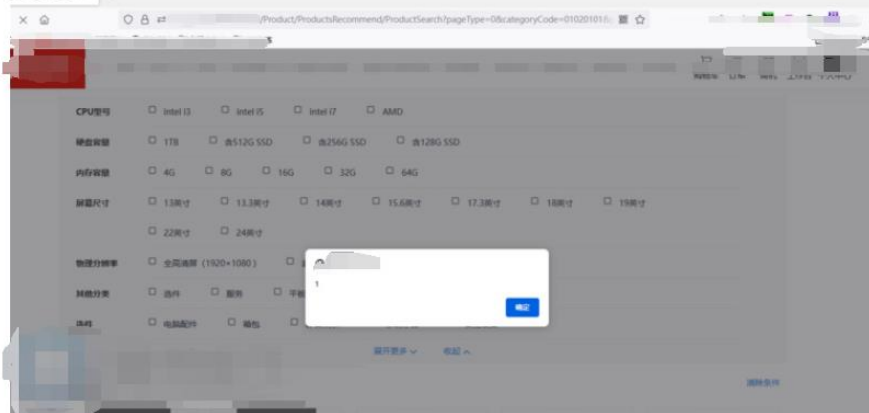 /Product/ProductsRecommend/ProductSearch?pageType=0&categoryCode=01020101
CPU型号 Intel I3 Intel I5 Intel I7 AMD
硬盘容量 1TB 含512G SSD 含256G SSD 含128G SSD
内存容量 4G 8G 16G 32G 64G
屏幕尺寸 13英寸 13.3英寸 14英寸 15.6英寸 17.3英寸 18英寸 19英寸
22英寸 24英寸
物理分辨率 全高清屏 (1920*1080)
其他分类 选件 服务 平板
选件 电脑配件 箱包
1
确定
展开更多 收起
清除条件